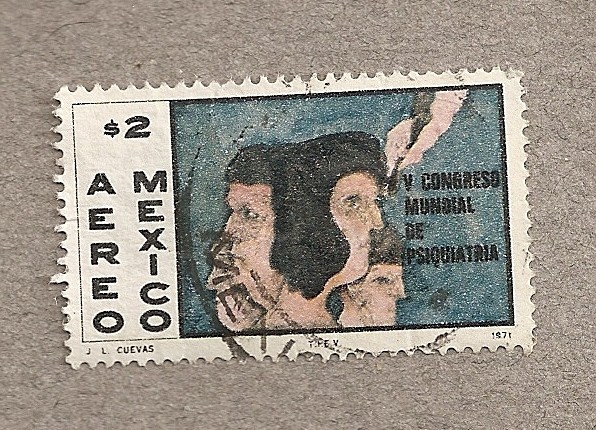 $2
AEREO
MEXICO
V CONGRESO
MUNDIAL
DE
PSIQUIATRIA
J L. CUEVAS
T.I.E.V.
1971